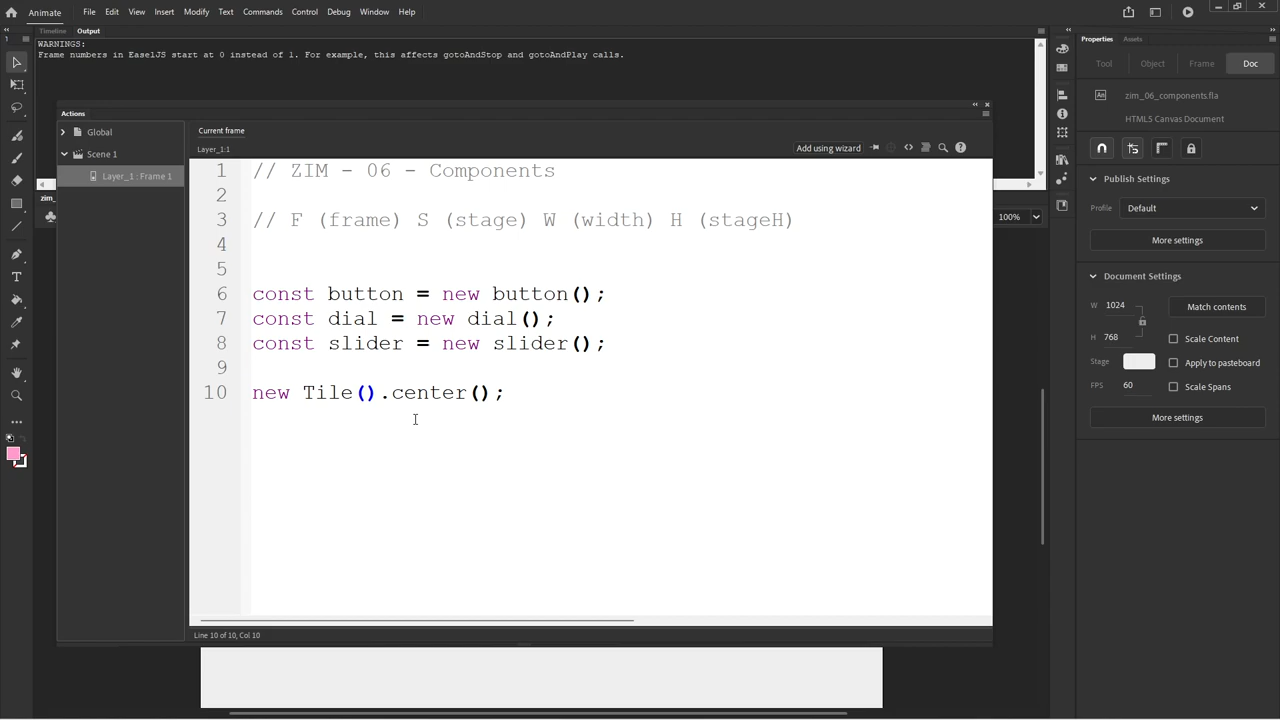 Animate File Edit View Insert Modify Text Commands Control Debug Window Help
Timeline Output
WARNINGS:
Frame numbers in EaselJS start at 0 instead of 1. For example, this affects gotoAndStop and gotoAndPlay calls.
Actions
Global
Scene 1
Layer_1 : Frame 1
Current frame
Layer_1:1
Add using wizard
1 // ZIM - 06 - Components
2
3 // F (frame) S (stage) W (width) H (stageH)
4
5
6 const button = new button();
7 const dial = new dial();
8 const slider = new slider();
9
10 new Tile().center();
Line 10 of 10, Col 10
zim_
100%
Properties Assets
Tool Object Frame Doc
An zim_06_components.fla
HTML5 Canvas Document
Publish Settings
Profile Default
More settings
Document Settings
W 1024 Match contents
H 768 Scale Content
Stage Apply to pasteboard
FPS 60 Scale Spans
More settings